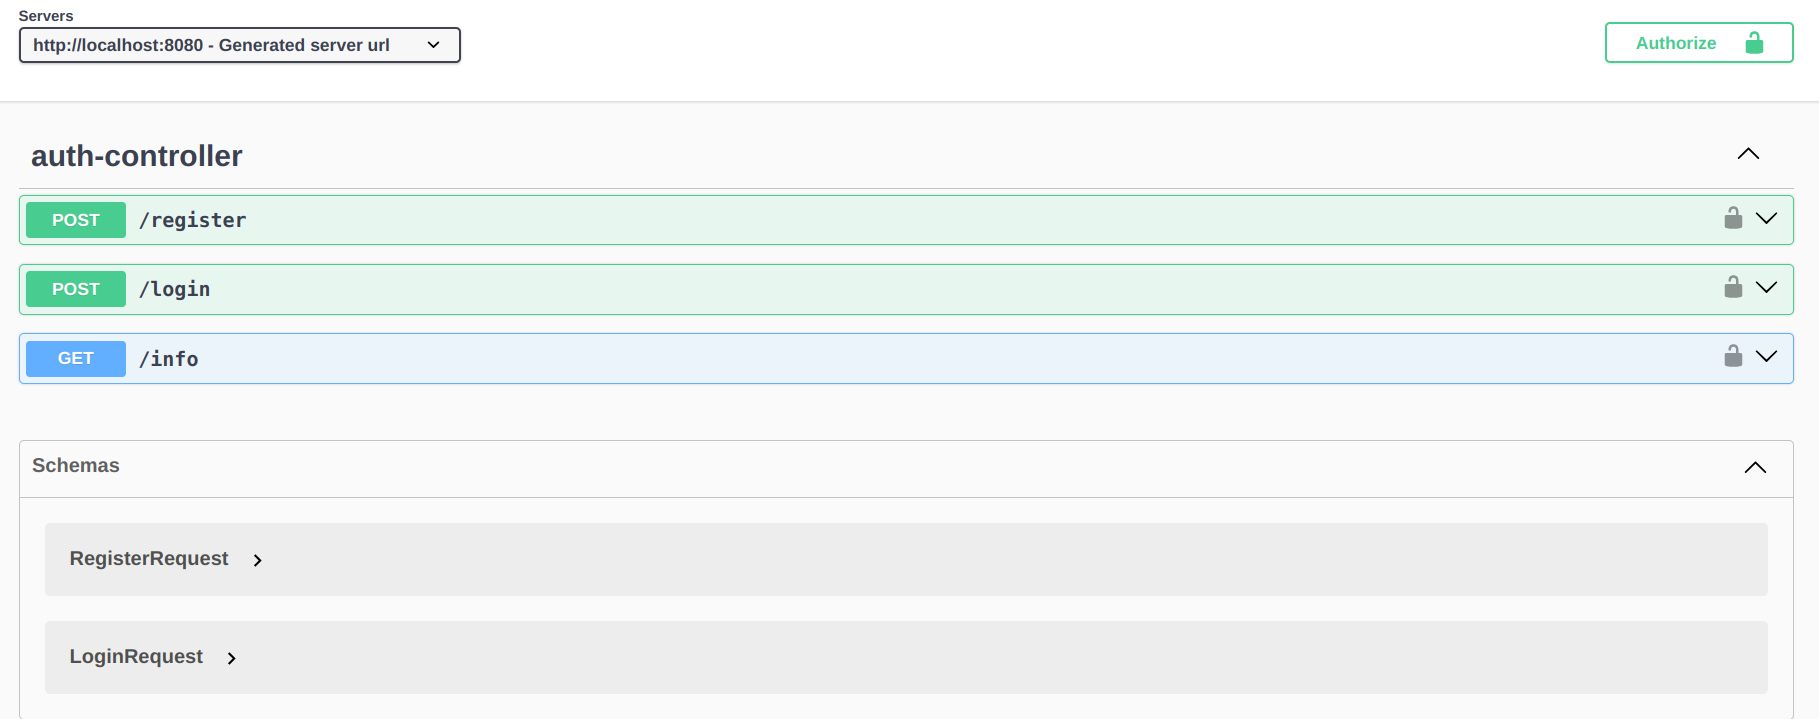 Servers
http://localhost:8080 - Generated server url
Authorize
auth-controller
POST /register
POST /login
GET /info
Schemas
RegisterRequest
LoginRequest